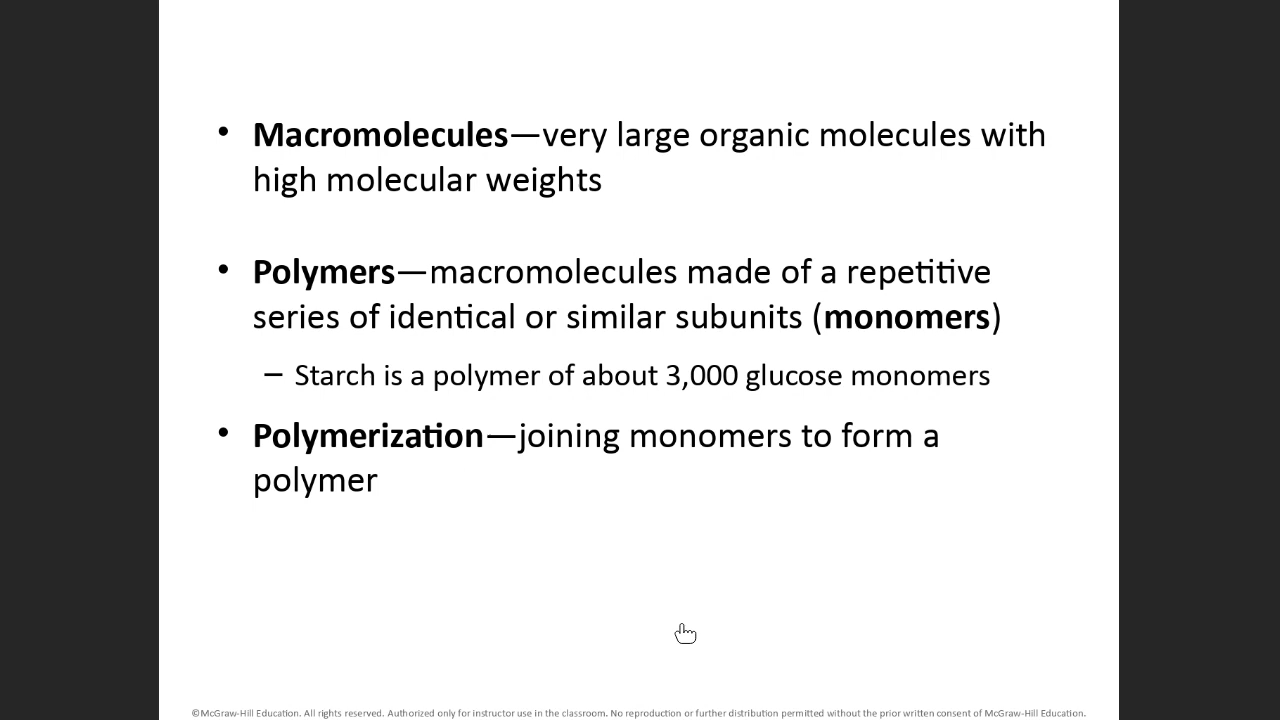 • Macromolecules—very large organic molecules with
high molecular weights
• Polymers—macromolecules made of a repetitive
series of identical or similar subunits (monomers)
– Starch is a polymer of about 3,000 glucose monomers
• Polymerization—joining monomers to form a
polymer
©McGraw-Hill Education. All rights reserved. Authorized only for instructor use in the classroom. No reproduction or further distribution permitted without the prior written consent of McGraw-Hill Education.